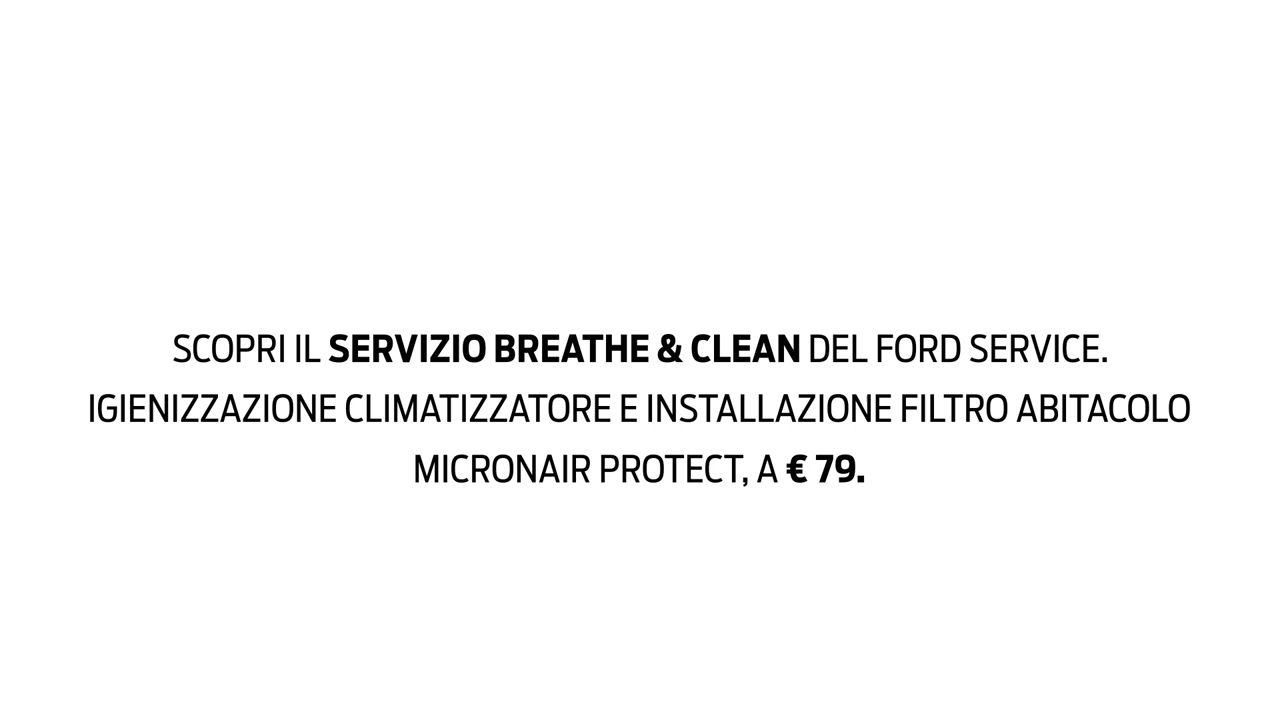 SCOPRI IL SERVIZIO BREATHE & CLEAN DEL FORD SERVICE.
IGIENIZZAZIONE CLIMATIZZATORE E INSTALLAZIONE FILTRO ABITACOLO
MICRONAIR PROTECT, A € 79.